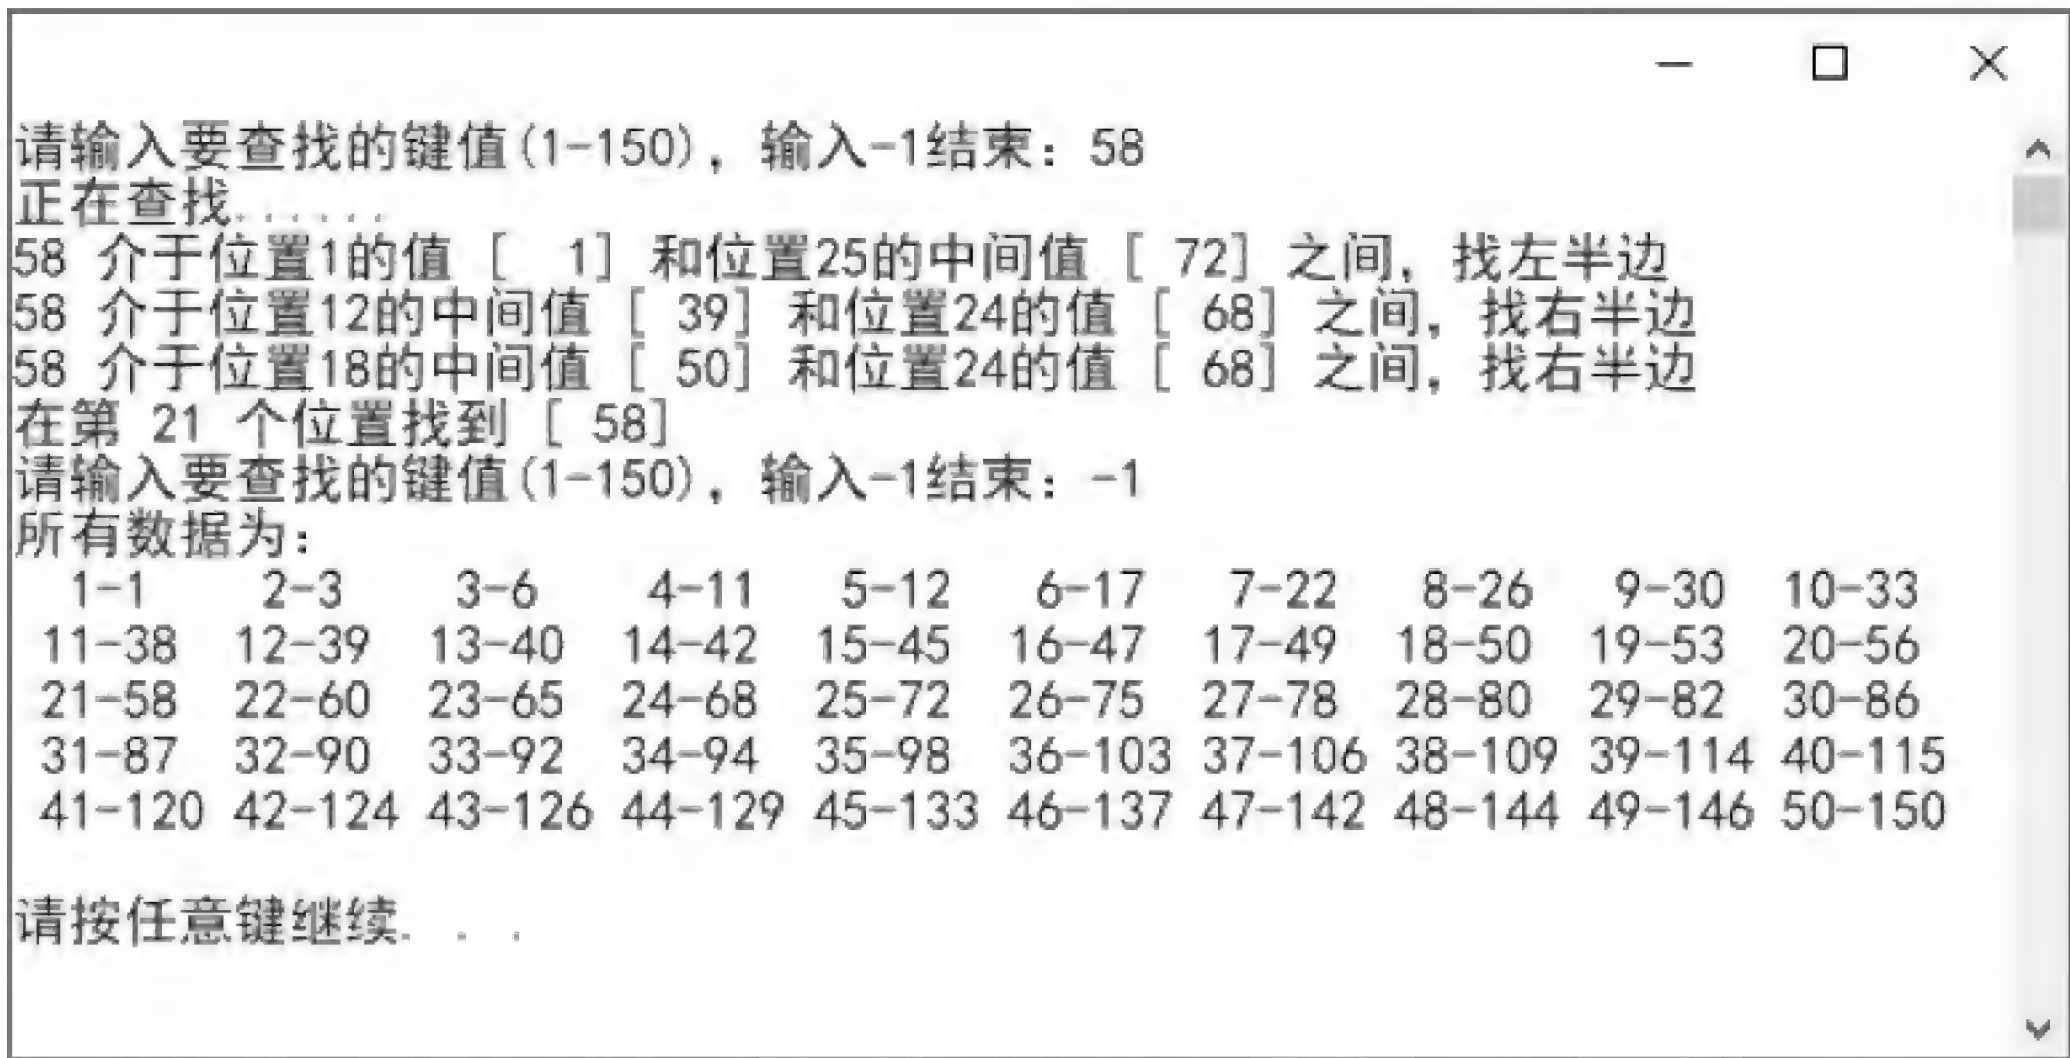 请输入要查找的键值(1-150)，输入-1结束：58
正在查找......
58 介于位置1的值 [  1] 和位置25的中间值 [ 72] 之间，找左半边
58 介于位置12的中间值 [ 39] 和位置24的值 [ 68] 之间，找右半边
58 介于位置18的中间值 [ 50] 和位置24的值 [ 68] 之间，找右半边
在第 21 个位置找到 [ 58]
请输入要查找的键值(1-150)，输入-1结束：-1
所有数据为：
1-1 2-3 3-6 4-11 5-12 6-17 7-22 8-26 9-30 10-33
11-38 12-39 13-40 14-42 15-45 16-47 17-49 18-50 19-53 20-56
21-58 22-60 23-65 24-68 25-72 26-75 27-78 28-80 29-82 30-86
31-87 32-90 33-92 34-94 35-98 36-103 37-106 38-109 39-114 40-115
41-120 42-124 43-126 44-129 45-133 46-137 47-142 48-144 49-146 50-150
请按任意键继续. . .